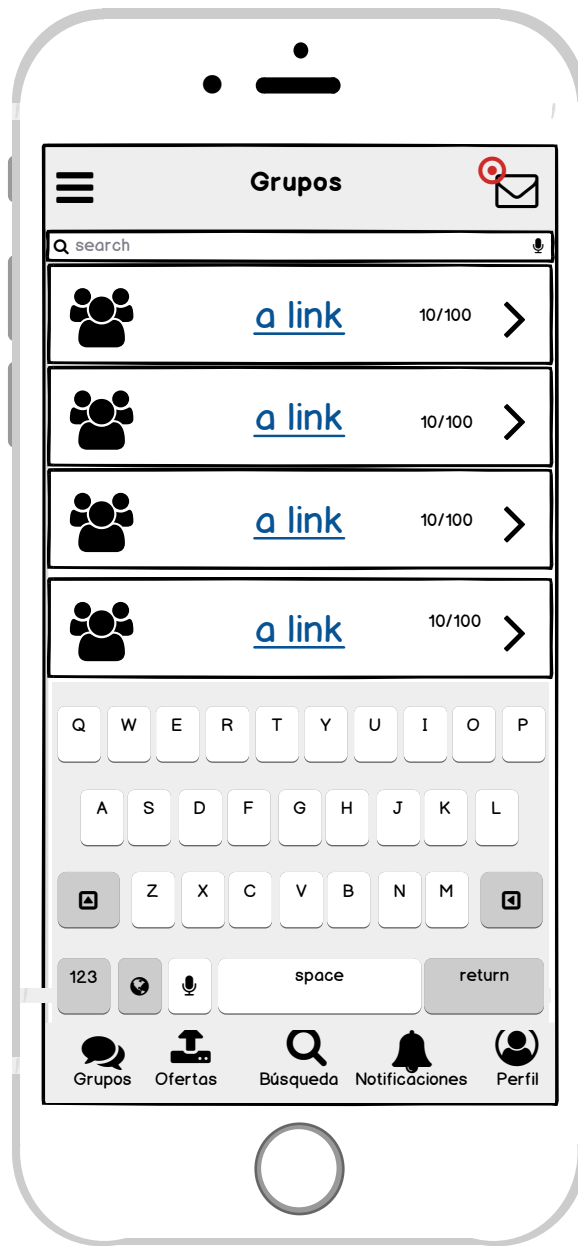 Grupos
search
a link 10/100
a link 10/100
a link 10/100
a link 10/100
Q W E R T Y U I O P
A S D F G H J K L
Z X C V B N M
123 space return
Grupos Ofertas Búsqueda Notificaciones Perfil